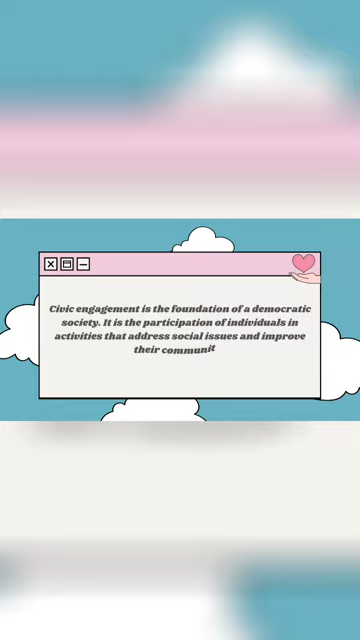 Civic engagement is the foundation of a democratic
society. It is the participation of individuals in
activities that address social issues and improve
their communit